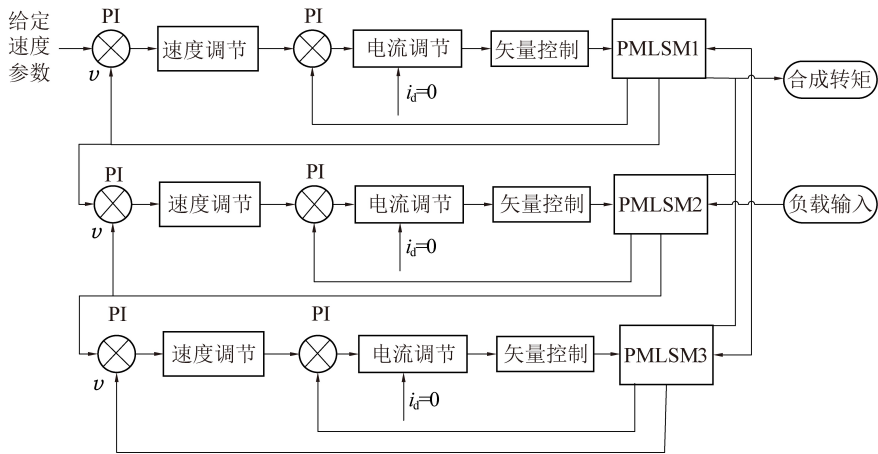 给定
速度
参数
PI
v
速度调节
PI
电流调节
id=0
矢量控制
PMLSM1
合成转矩
PI
v
速度调节
PI
电流调节
id=0
矢量控制
PMLSM2
负载输入
PI
v
速度调节
PI
电流调节
id=0
矢量控制
PMLSM3